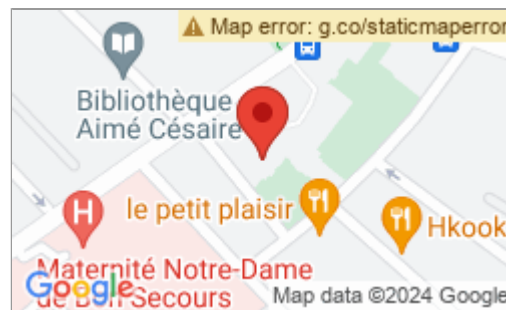 Map error: g.co/staticmaperror
Bibliothèque
Aimé Césaire
H
le petit plaisir
Hkook
Maternité Notre-Dame
de Bon Secours
Google
Map data ©2024 Google